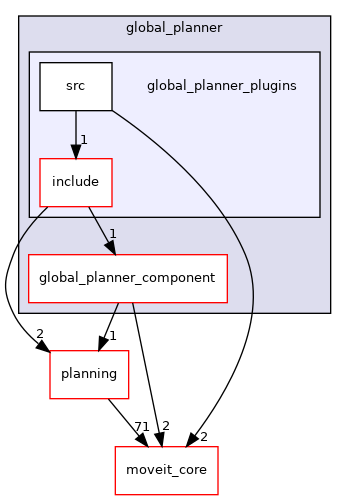 global_planner
src
global_planner_plugins
1
include
1
global_planner_component
2
1
planning
71
2
2
moveit_core